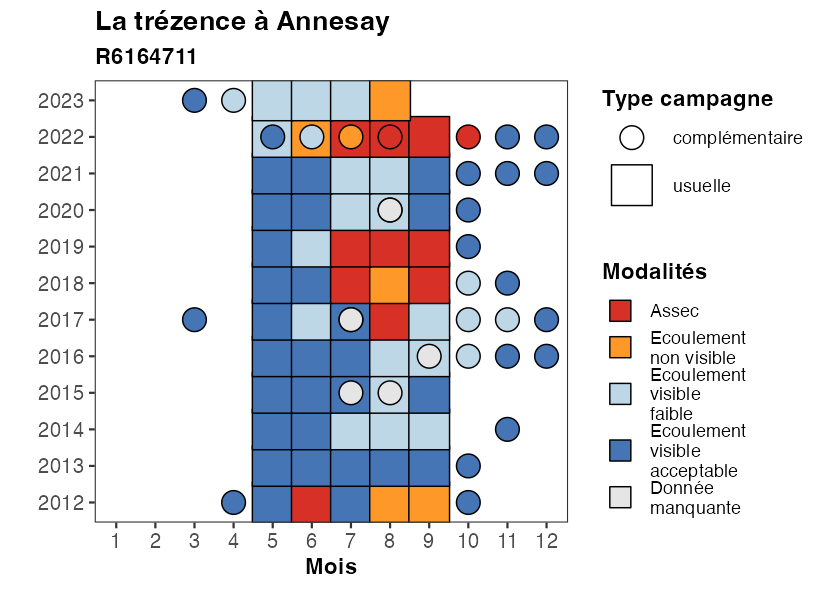 La trézence à Annesay
R6164711
2023
2022
2021
2020
2019
2018
2017
2016
2015
2014
2013
2012
1 2 3 4 5 6 7 8 9 10 11 12
Mois
Type campagne
complémentaire
usuelle
Modalités
Assec
Ecoulement
non visible
Ecoulement
visible
faible
Ecoulement
visible
acceptable
Donnée
manquante